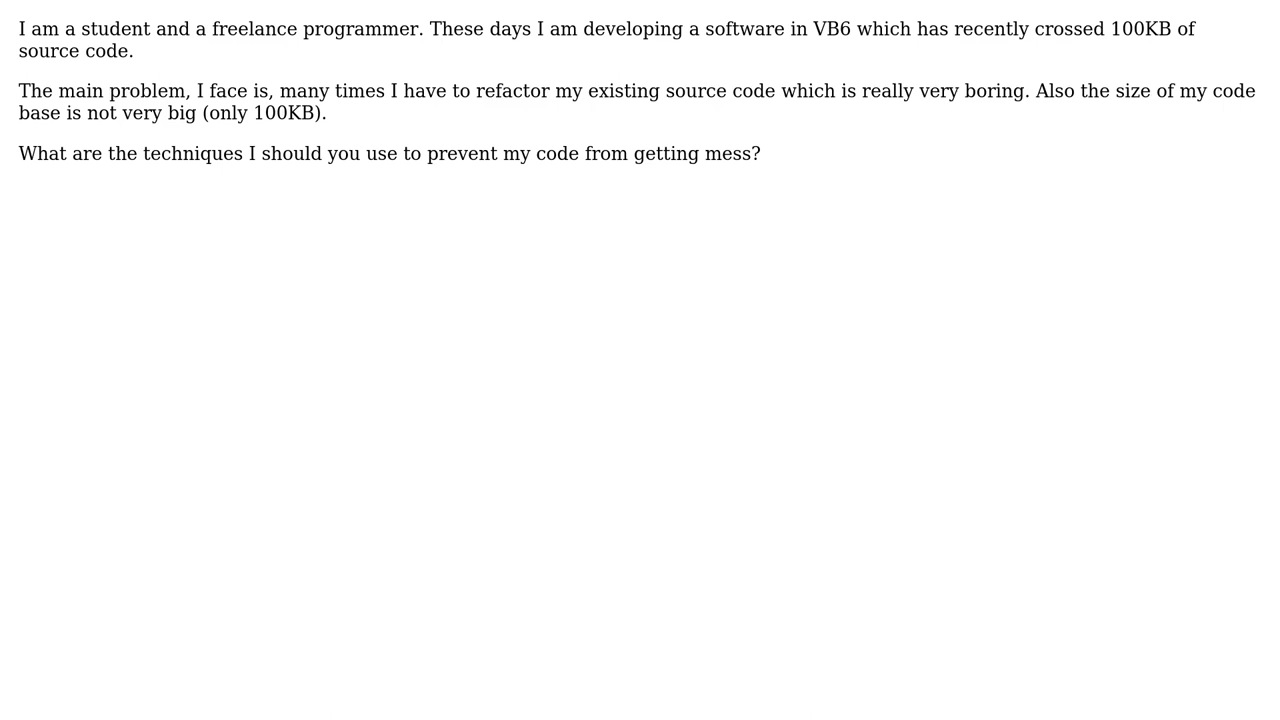 I am a student and a freelance programmer. These days I am developing a software in VB6 which has recently crossed 100KB of
source code.
The main problem, I face is, many times I have to refactor my existing source code which is really very boring. Also the size of my code
base is not very big (only 100KB).
What are the techniques I should you use to prevent my code from getting mess?